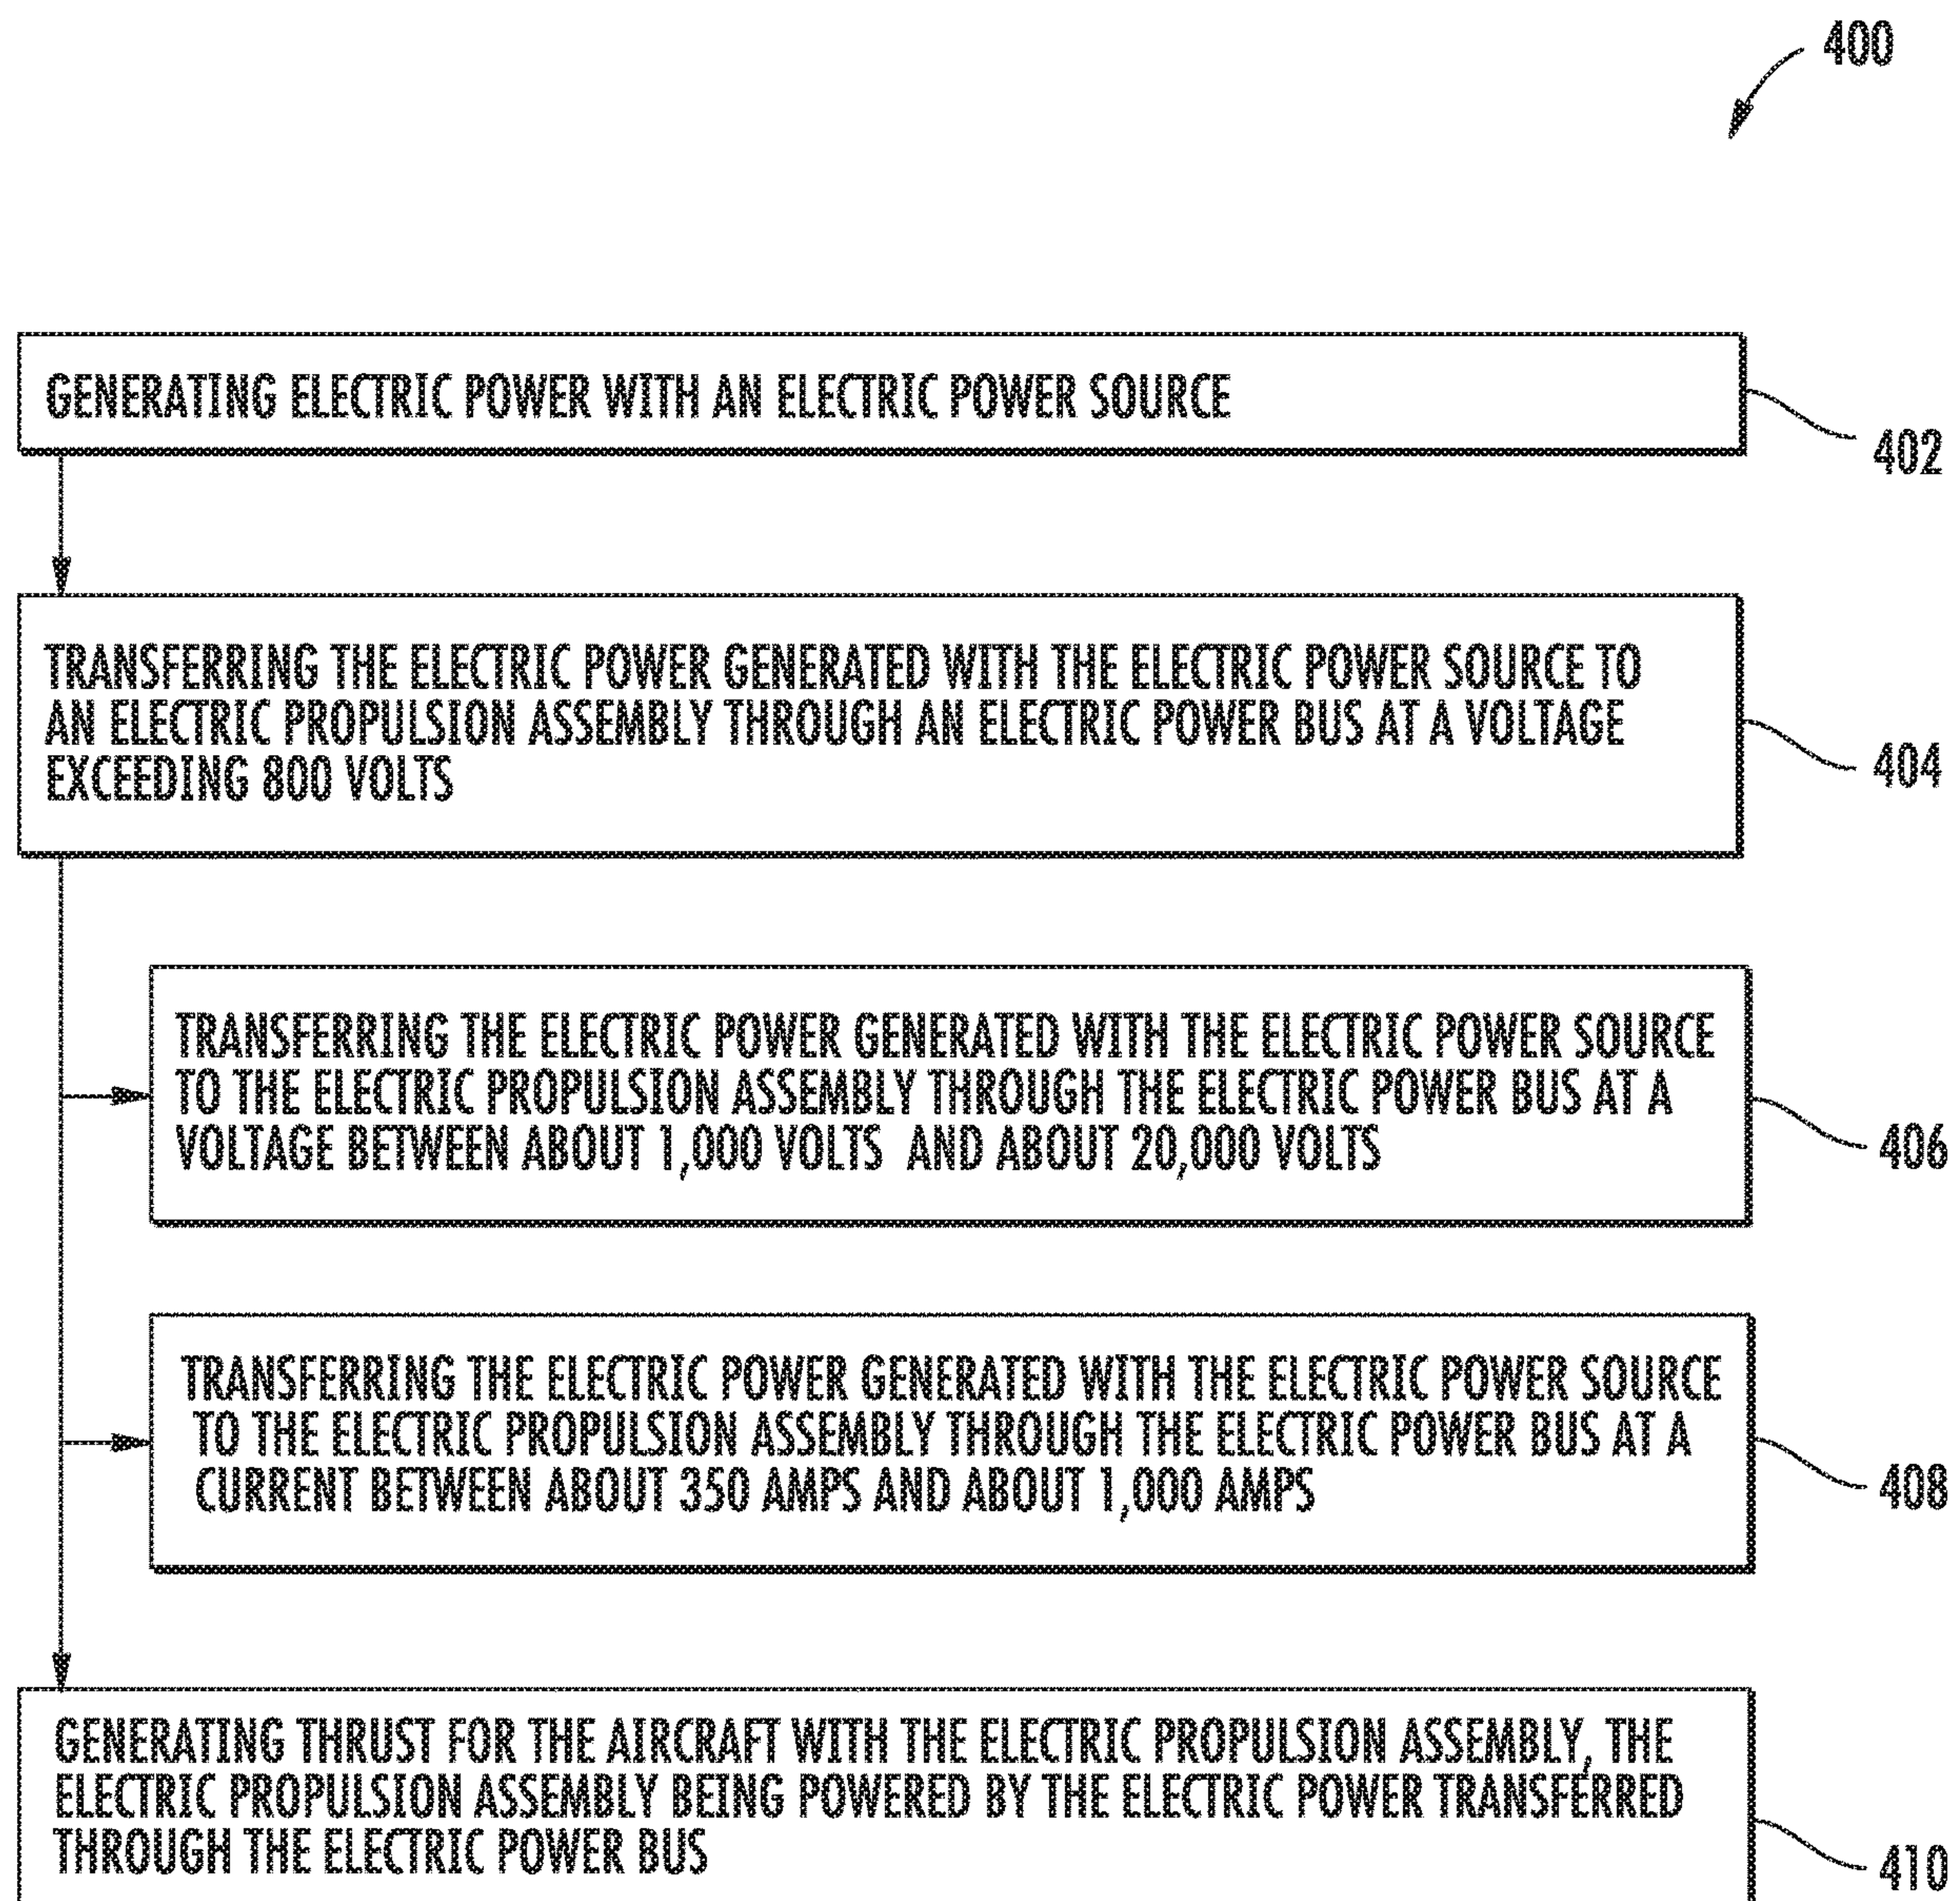 400
GENERATING ELECTRIC POWER WITH AN ELECTRIC POWER SOURCE
402
TRANSFERRING THE ELECTRIC POWER GENERATED WITH THE ELECTRIC POWER SOURCE TO
AN ELECTRIC PROPULSION ASSEMBLY THROUGH AN ELECTRIC POWER BUS AT A VOLTAGE
EXCEEDING 800 VOLTS
404
TRANSFERRING THE ELECTRIC POWER GENERATED WITH THE ELECTRIC POWER SOURCE
TO THE ELECTRIC PROPULSION ASSEMBLY THROUGH THE ELECTRIC POWER BUS AT A
VOLTAGE BETWEEN ABOUT 1,000 VOLTS AND ABOUT 20,000 VOLTS
406
TRANSFERRING THE ELECTRIC POWER GENERATED WITH THE ELECTRIC POWER SOURCE
TO THE ELECTRIC PROPULSION ASSEMBLY THROUGH THE ELECTRIC POWER BUS AT A
CURRENT BETWEEN ABOUT 350 AMPS AND ABOUT 1,000 AMPS
408
GENERATING THRUST FOR THE AIRCRAFT WITH THE ELECTRIC PROPULSION ASSEMBLY, THE
ELECTRIC PROPULSION ASSEMBLY BEING POWERED BY THE ELECTRIC POWER TRANSFERRED
THROUGH THE ELECTRIC POWER BUS
410